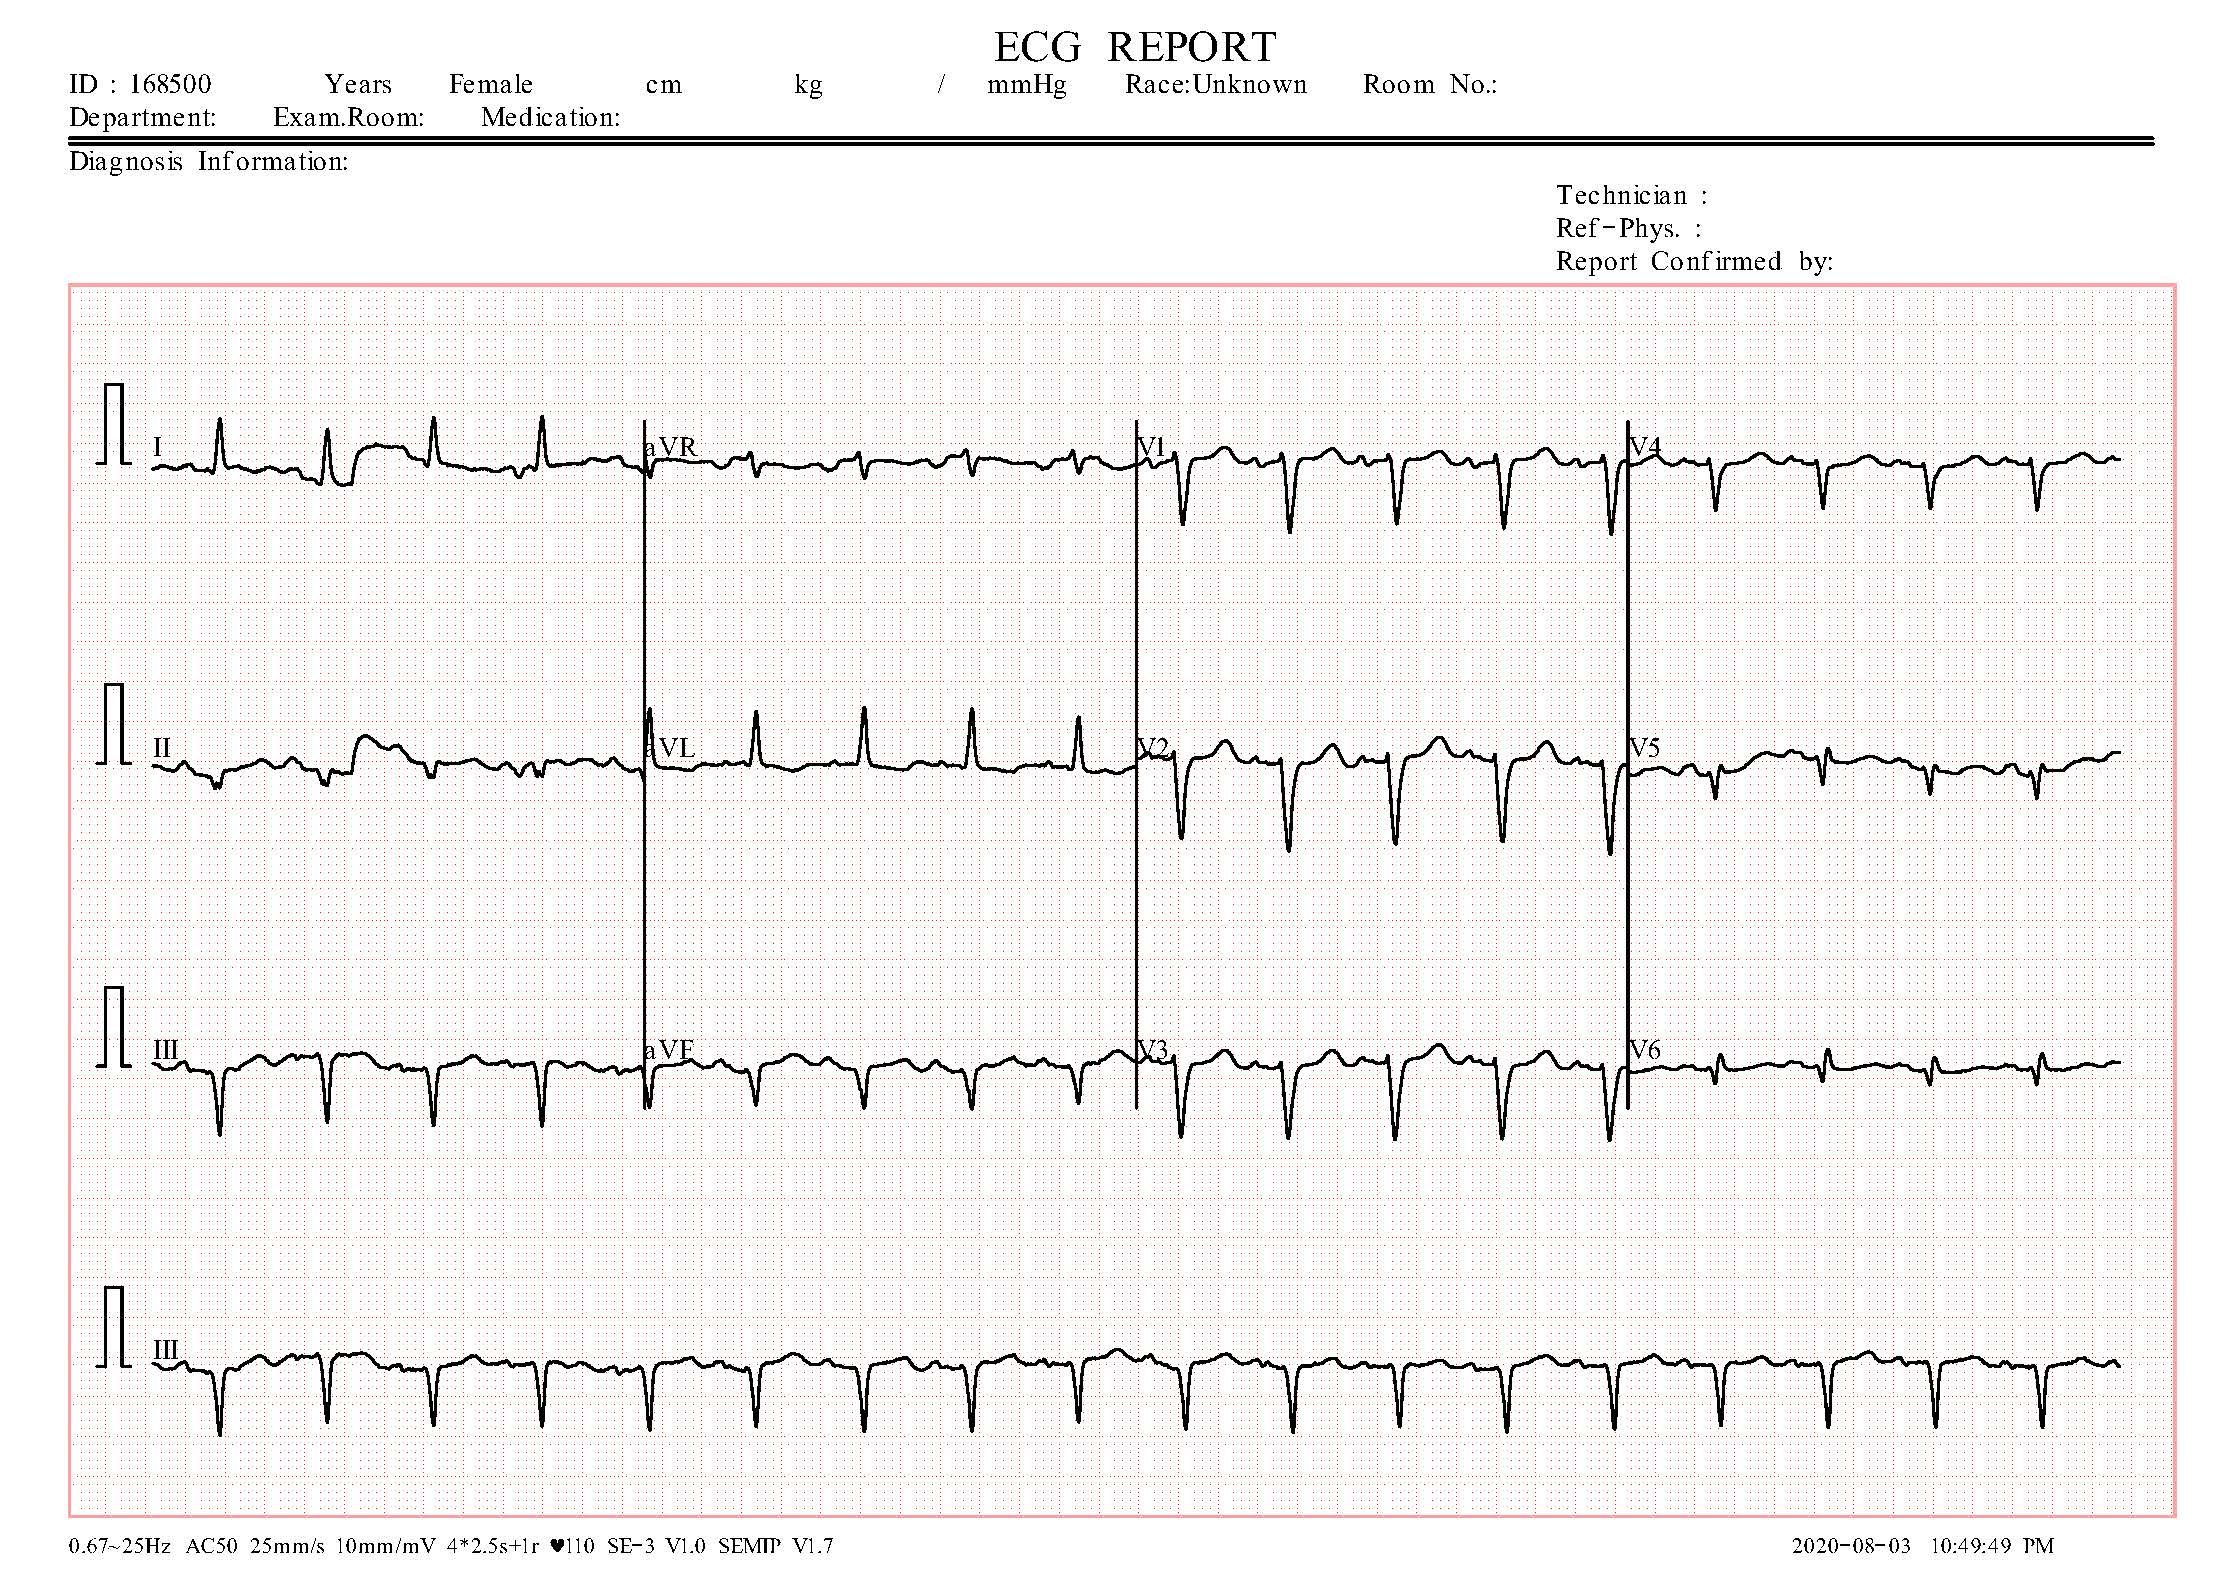 ECG REPORT
ID : 168500 Years Female cm kg / mmHg Race:Unknown Room No.:
Department: Exam.Room: Medication:
Diagnosis Information:
Technician :
Ref-Phys. :
Report Confirmed by:
I aVR V1 V4
II aVL V2 V5
III aVF V3 V6
III
0.67~25Hz AC50 25mm/s 10mm/mV 4*2.5s+1r ♥110 SE-3 V1.0 SEMIP V1.7 2020-08-03 10:49:49 PM